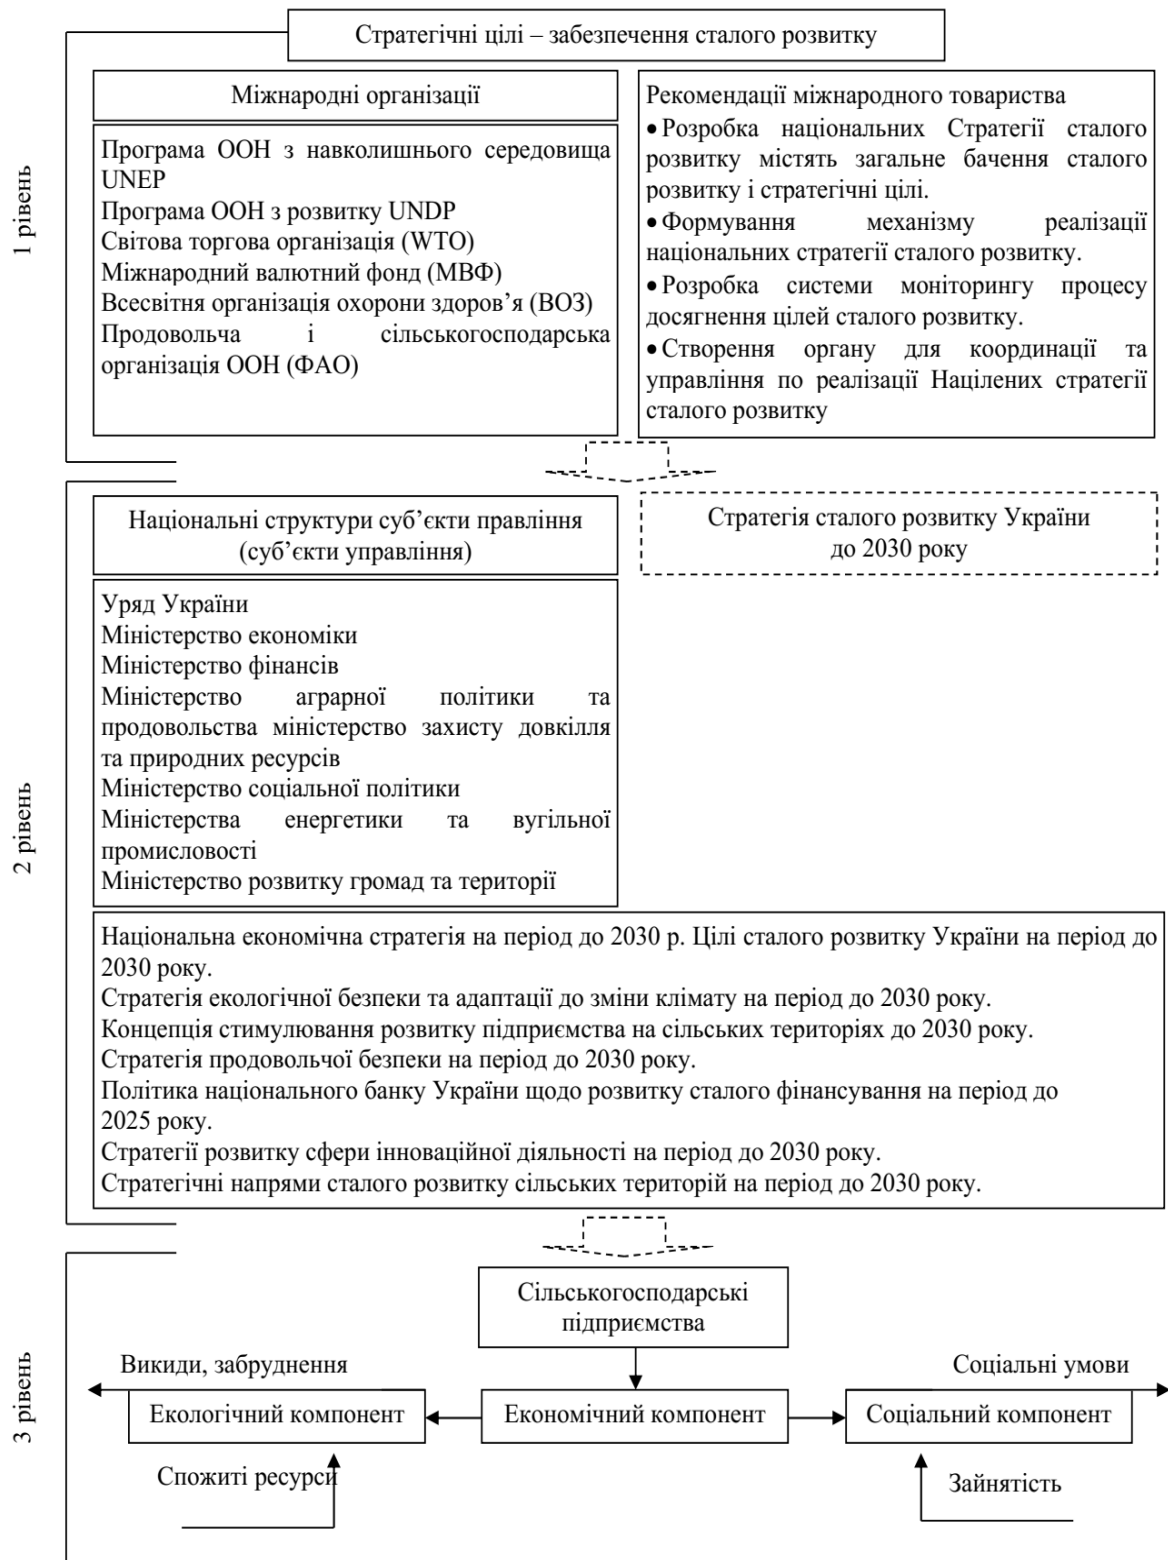 Стратегічні цілі – забезпечення сталого розвитку
1 рівень
Міжнародні організації
Програма ООН з навколишнього середовища
UNEP
Програма ООН з розвитку UNDP
Світова торгова організація (WTO)
Міжнародний валютний фонд (МВФ)
Всесвітня організація охорони здоров’я (ВОЗ)
Продовольча і сільськогосподарська
організація ООН (ФАО)
Рекомендації міжнародного товариства
• Розробка національних Стратегії сталого
розвитку містять загальне бачення сталого
розвитку і стратегічні цілі.
• Формування механізму реалізації
національних стратегії сталого розвитку.
• Розробка системи моніторингу процесу
досягнення цілей сталого розвитку.
• Створення органу для координації та
управління по реалізації Націлених стратегії
сталого розвитку
2 рівень
Національні структури суб’єкти правління
(суб’єкти управління)
Стратегія сталого розвитку України
до 2030 року
Уряд України
Міністерство економіки
Міністерство фінансів
Міністерство аграрної політики та
продовольства міністерство захисту довкілля
та природних ресурсів
Міністерство соціальної політики
Міністерства енергетики та вугільної
промисловості
Міністерство розвитку громад та території
Національна економічна стратегія на період до 2030 р. Цілі сталого розвитку України на період до
2030 року.
Стратегія екологічної безпеки та адаптації до зміни клімату на період до 2030 року.
Концепція стимулювання розвитку підприємства на сільських територіях до 2030 року.
Стратегія продовольчої безпеки на період до 2030 року.
Політика національного банку України щодо розвитку сталого фінансування на період до
2025 року.
Стратегії розвитку сфери інноваційної діяльності на період до 2030 року.
Стратегічні напрями сталого розвитку сільських територій на період до 2030 року.
3 рівень
Сільськогосподарські
підприємства
Викиди, забруднення
Соціальні умови
Екологічний компонент
Економічний компонент
Соціальний компонент
Спожиті ресурси
Зайнятість